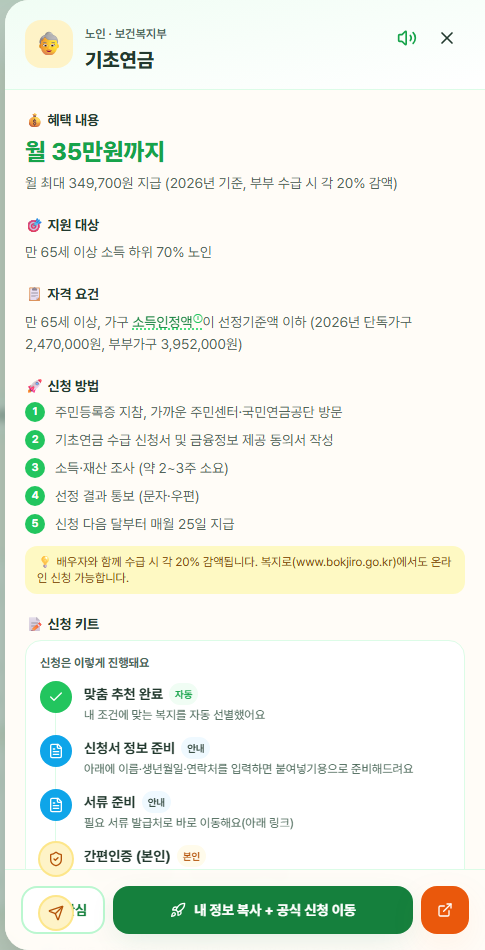 노인 · 보건복지부
기초연금
혜택 내용
월 35만원까지
월 최대 349,700원 지급 (2026년 기준, 부부 수급 시 각 20% 감액)
지원 대상
만 65세 이상 소득 하위 70% 노인
자격 요건
만 65세 이상, 가구 소득인정액이 선정기준액 이하 (2026년 단독가구
2,470,000원, 부부가구 3,952,000원)
신청 방법
1 주민등록증 지참, 가까운 주민센터·국민연금공단 방문
2 기초연금 수급 신청서 및 금융정보 제공 동의서 작성
3 소득·재산 조사 (약 2~3주 소요)
4 선정 결과 통보 (문자·우편)
5 신청 다음 달부터 매월 25일 지급
배우자와 함께 수급 시 각 20% 감액됩니다. 복지로(www.bokjiro.go.kr)에서도 온라
인 신청 가능합니다.
신청 키트
신청은 이렇게 진행돼요
맞춤 추천 완료 자동
내 조건에 맞는 복지를 자동 선별했어요
신청서 정보 준비 안내
아래에 이름·생년월일·연락처를 입력하면 붙여넣기용으로 준비해드려요
서류 준비 안내
필요 서류 발급처로 바로 이동해요(아래 링크)
간편인증 (본인) 본인
심 내 정보 복사 + 공식 신청 이동